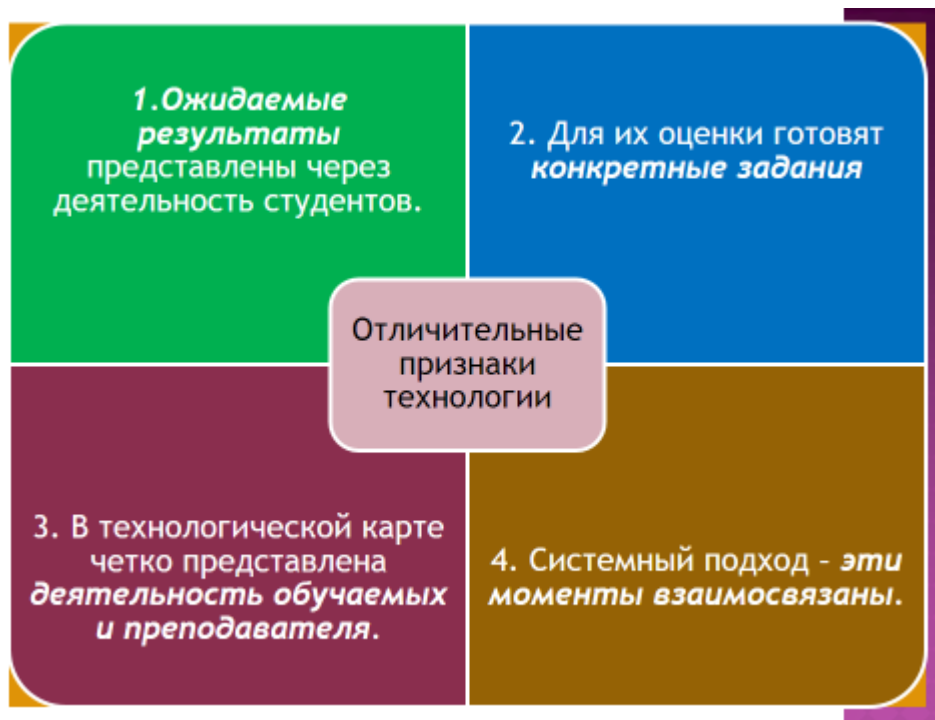 1.Ожидаемые
результаты
представлены через
деятельность студентов.
2. Для их оценки готовят
конкретные задания
Отличительные
признаки
технологии
3. В технологической карте
четко представлена
деятельность обучаемых
и преподавателя.
4. Системный подход – эти
моменты взаимосвязаны.